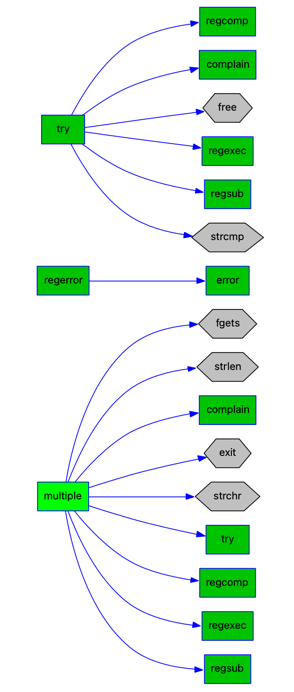 regcomp
complain
free
try
regexec
regsub
strcmp
regerror
error
fgets
strlen
complain
exit
multiple
strchr
try
regcomp
regexec
regsub